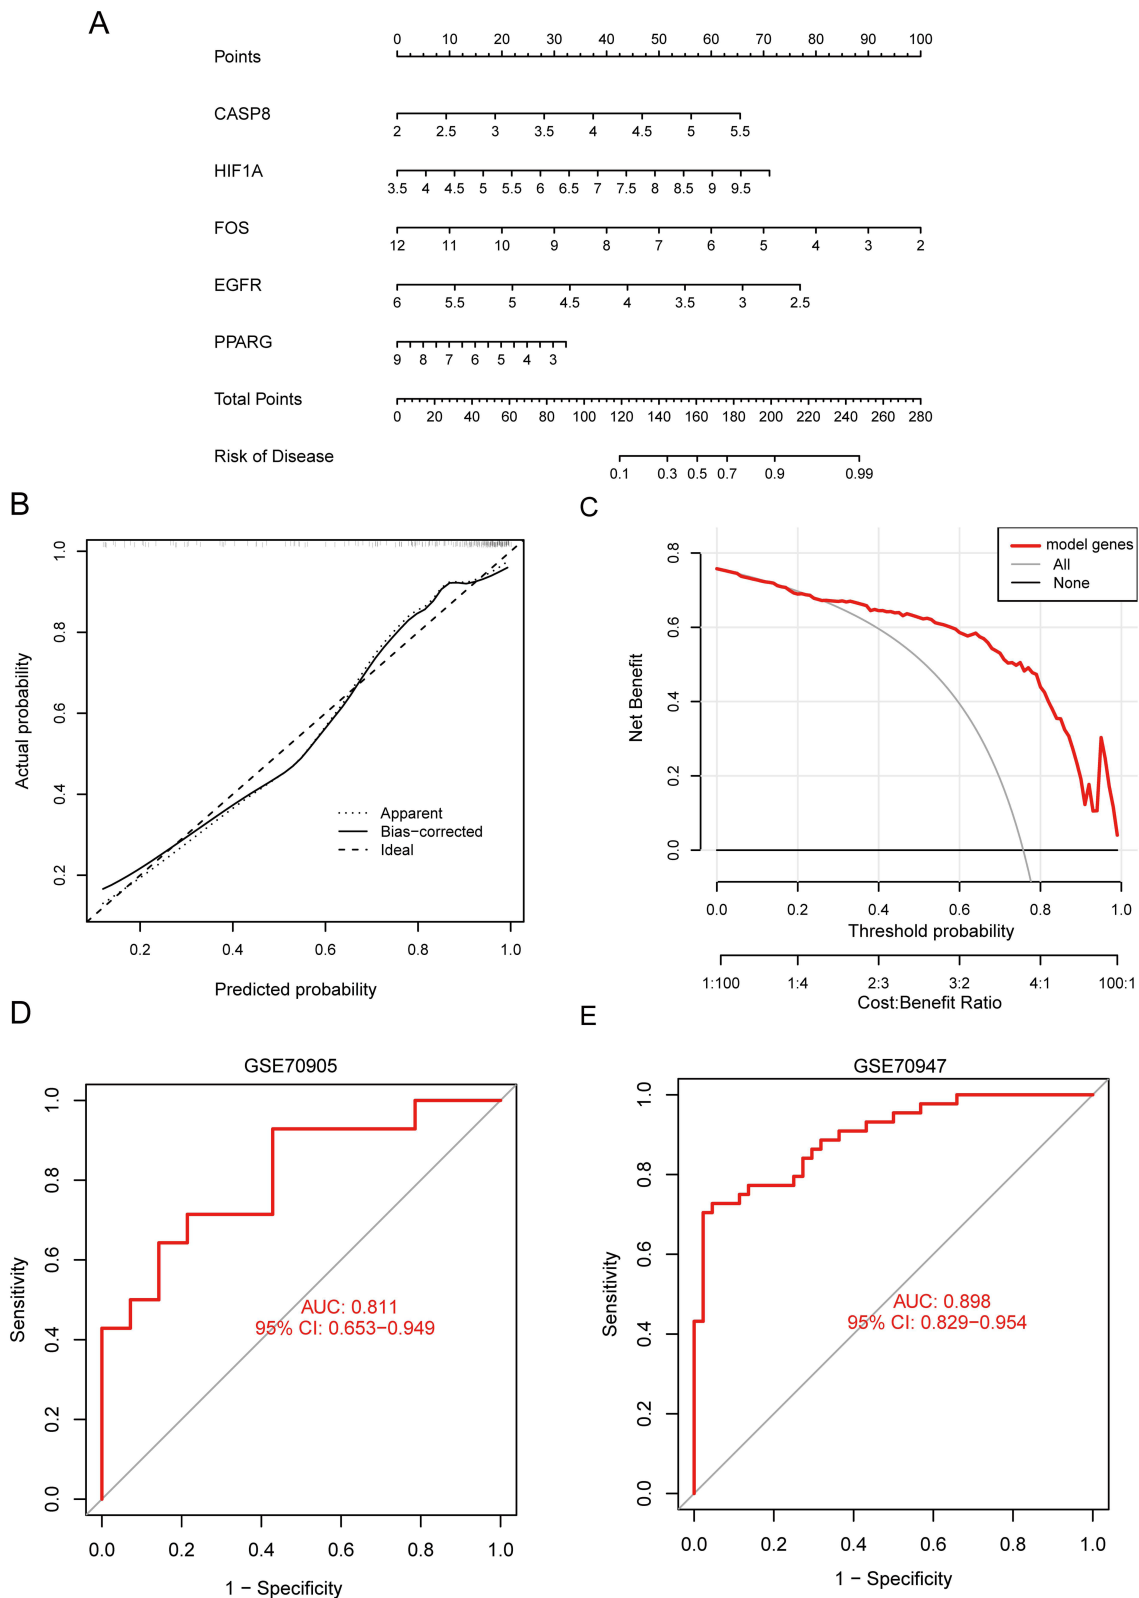 A
0 10 20 30 40 50 60 70 80 90 100
Points
CASP8
2 2.5 3 3.5 4 4.5 5 5.5
HIF1A
3.5 4 4.5 5 5.5 6 6.5 7 7.5 8 8.5 9 9.5
FOS
12 11 10 9 8 7 6 5 4 3 2
EGFR
6 5.5 5 4.5 4 3.5 3 2.5
PPARG
9 8 7 6 5 4 3
Total Points
0 20 40 60 80 100 120 140 160 180 200 220 240 260 280
Risk of Disease
0.1 0.3 0.5 0.7 0.9 0.99
B
Actual probability
1.0
0.8
0.6
0.4
0.2
Apparent
Bias−corrected
Ideal
0.2 0.4 0.6 0.8 1.0
Predicted probability
C
Net Benefit
0.8
0.6
0.4
0.2
0.0
model genes
All
None
0.0 0.2 0.4 0.6 0.8 1.0
Threshold probability
1:100 1:4 2:3 3:2 4:1 100:1
Cost:Benefit Ratio
D
GSE70905
Sensitivity
1.0
0.8
0.6
0.4
0.2
0.0
AUC: 0.811
95% CI: 0.653−0.949
0.0 0.2 0.4 0.6 0.8 1.0
1 − Specificity
E
GSE70947
Sensitivity
1.0
0.8
0.6
0.4
0.2
0.0
AUC: 0.898
95% CI: 0.829−0.954
0.0 0.2 0.4 0.6 0.8 1.0
1 − Specificity